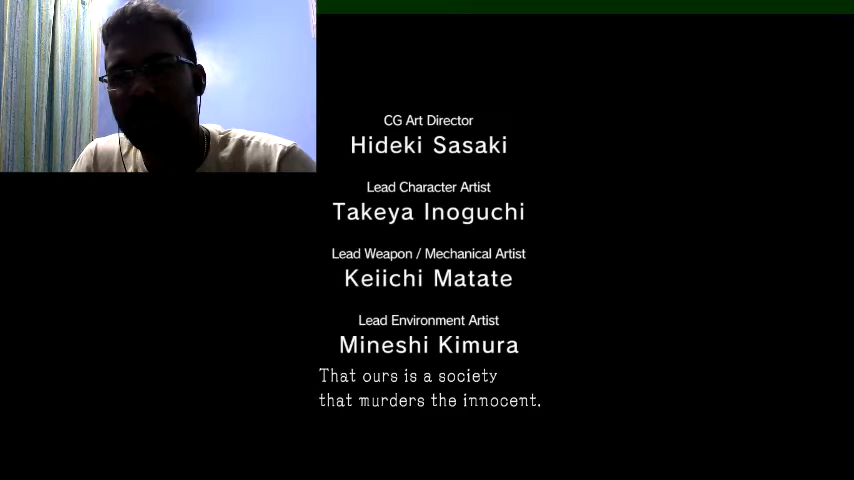 CG Art Director
Hideki Sasaki
Lead Character Artist
Takeya Inoguchi
Lead Weapon / Mechanical Artist
Keiichi Matate
Lead Environment Artist
Mineshi Kimura
That ours is a society
that murders the innocent.